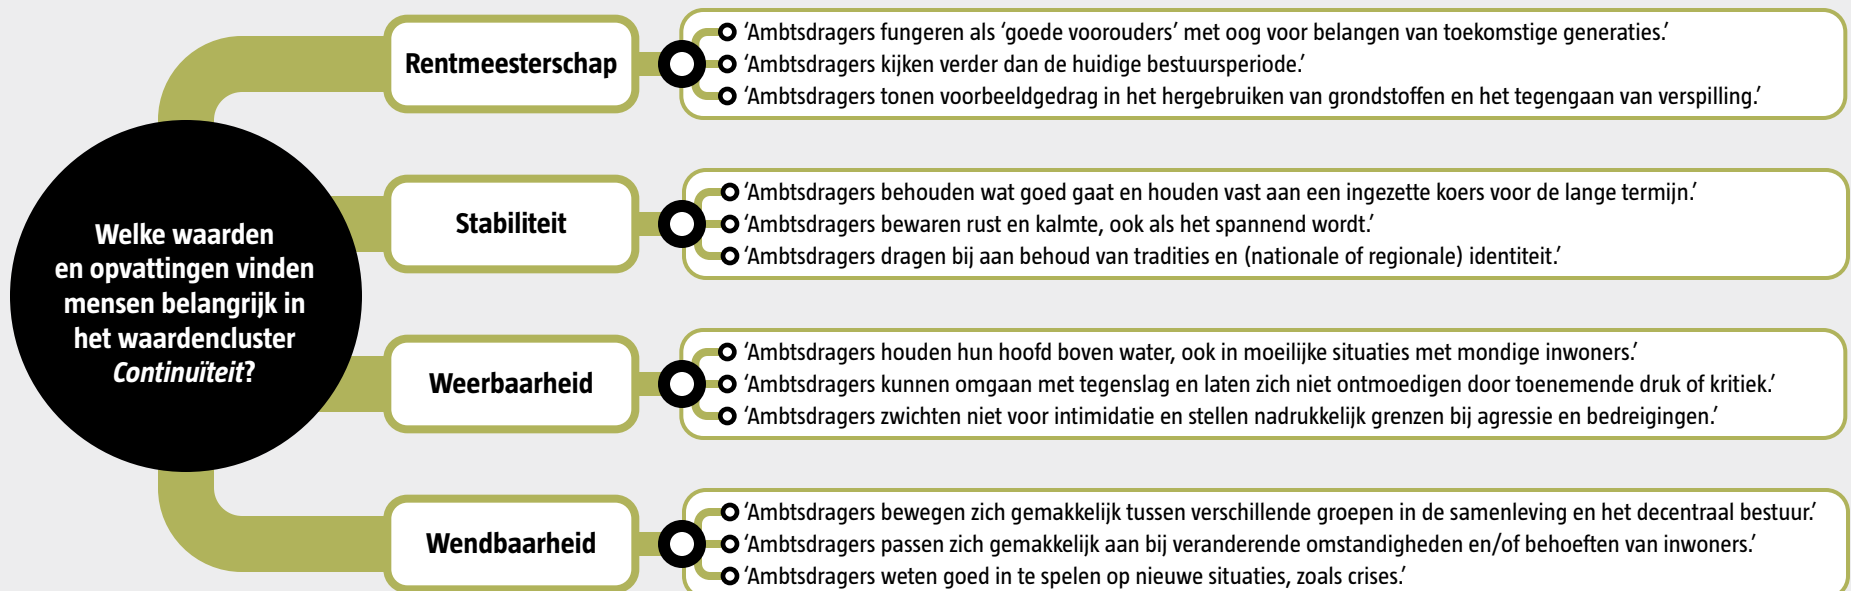 Welke waarden
en opvattingen vinden
mensen belangrijk in
het waardencluster
Continuïteit?
Rentmeesterschap
‘Ambtsdragers fungeren als ‘goede voorouders’ met oog voor belangen van toekomstige generaties.’
‘Ambtsdragers kijken verder dan de huidige bestuursperiode.’
‘Ambtsdragers tonen voorbeeldgedrag in het hergebruiken van grondstoffen en het tegengaan van verspilling.’
Stabiliteit
‘Ambtsdragers behouden wat goed gaat en houden vast aan een ingezette koers voor de lange termijn.’
‘Ambtsdragers bewaren rust en kalmte, ook als het spannend wordt.’
‘Ambtsdragers dragen bij aan behoud van tradities en (nationale of regionale) identiteit.’
Weerbaarheid
‘Ambtsdragers houden hun hoofd boven water, ook in moeilijke situaties met mondige inwoners.’
‘Ambtsdragers kunnen omgaan met tegenslag en laten zich niet ontmoedigen door toenemende druk of kritiek.’
‘Ambtsdragers zwichten niet voor intimidatie en stellen nadrukkelijk grenzen bij agressie en bedreigingen.’
Wendbaarheid
‘Ambtsdragers bewegen zich gemakkelijk tussen verschillende groepen in de samenleving en het decentraal bestuur.’
‘Ambtsdragers passen zich gemakkelijk aan bij veranderende omstandigheden en/of behoeften van inwoners.’
‘Ambtsdragers weten goed in te spelen op nieuwe situaties, zoals crises.’